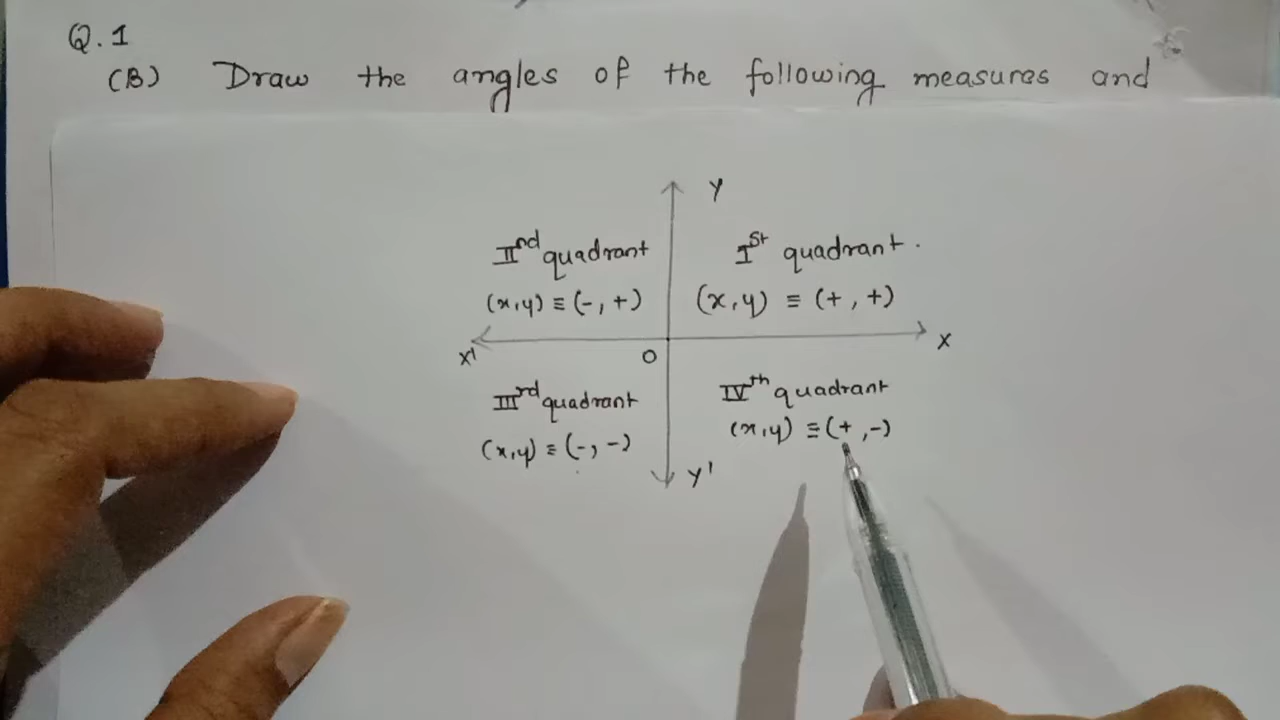 Q. 1
(B) Draw the angles of the following measures and
Y
IInd quadrant
(x,y) ≡ (-, +)
Ist quadrant.
(x, y) ≡ (+, +)
X'
O
X
IIIrd quadrant
(x,y) ≡ (-, -)
IVth quadrant
(x,y) ≡ (+, -)
Y'